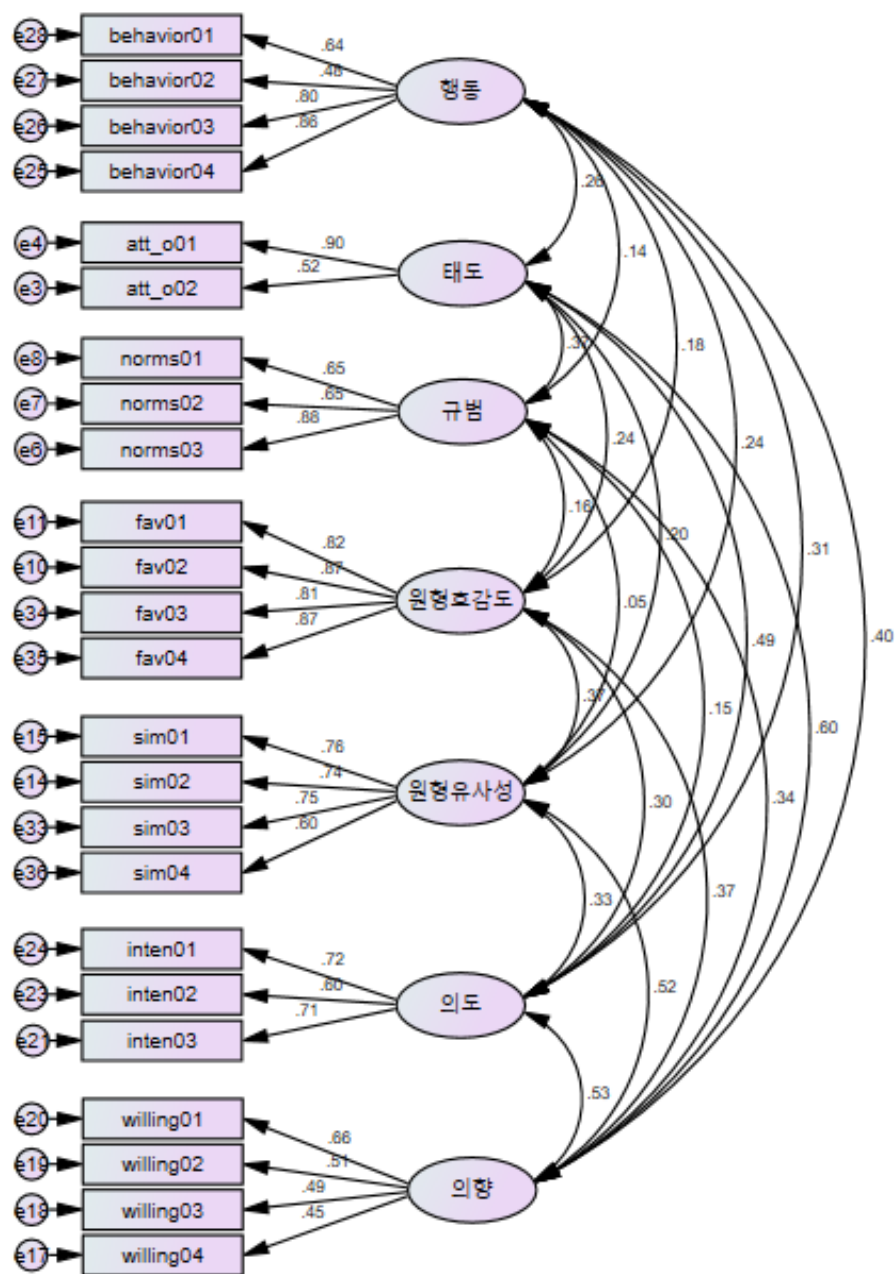 e28 behavior01 .64
e27 behavior02 .48
e26 behavior03 .80
e25 behavior04 .86
행동
e4 att_o01 .90
e3 att_o02 .52
태도
e8 norms01 .65
e7 norms02 .65
e6 norms03 .88
규범
e11 fav01 .82
e10 fav02 .87
e34 fav03 .81
e35 fav04 .87
원형호감도
e15 sim01 .76
e14 sim02 .74
e33 sim03 .75
e36 sim04 .60
원형유사성
e24 inten01 .72
e23 inten02 .60
e21 inten03 .71
의도
e20 willing01 .66
e19 willing02 .51
e18 willing03 .49
e17 willing04 .45
의향
.26
.14
.37
.18
.24
.24
.16
.20
.31
.05
.49
.40
.37
.15
.60
.30
.34
.33
.37
.52
.53